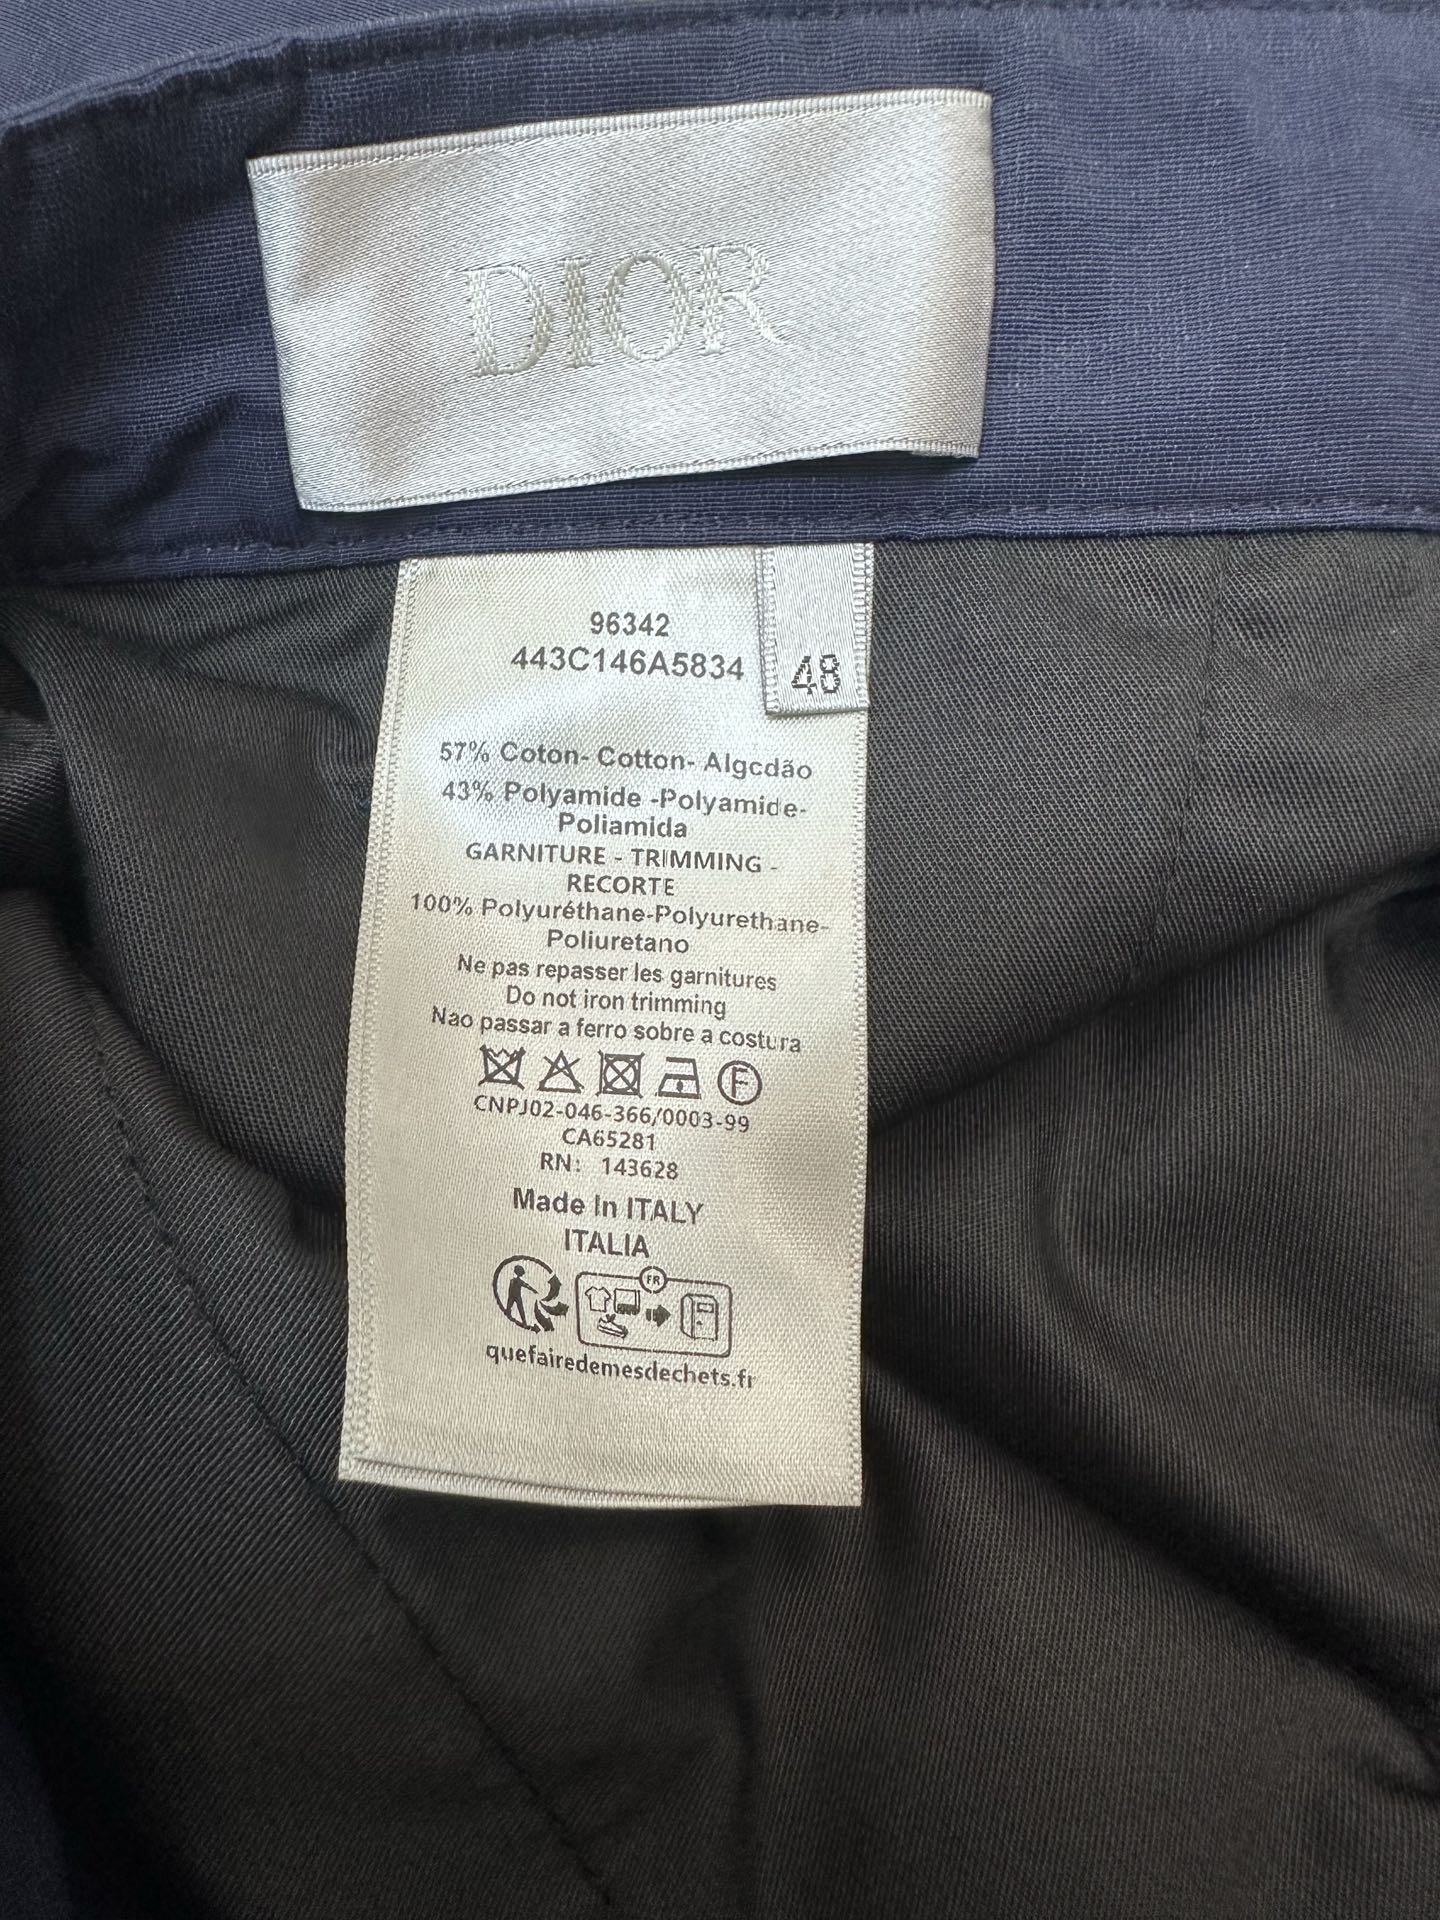 DIOR
96342
443C146A5834
48
57% Coton- Cotton- Algcdão
43% Polyamide -Polyamide-
Poliamida
GARNITURE - TRIMMING -
RECORTE
100% Polyuréthane-Polyurethane-
Poliuretano
Ne pas repasser les garnitures
Do not iron trimming
Nao passar a ferro sobre a costura
F
CNPJ02-046-366/0003-99
CA65281
RN: 143628
Made In ITALY
ITALIA
FR
quefairedemesdechets.fr